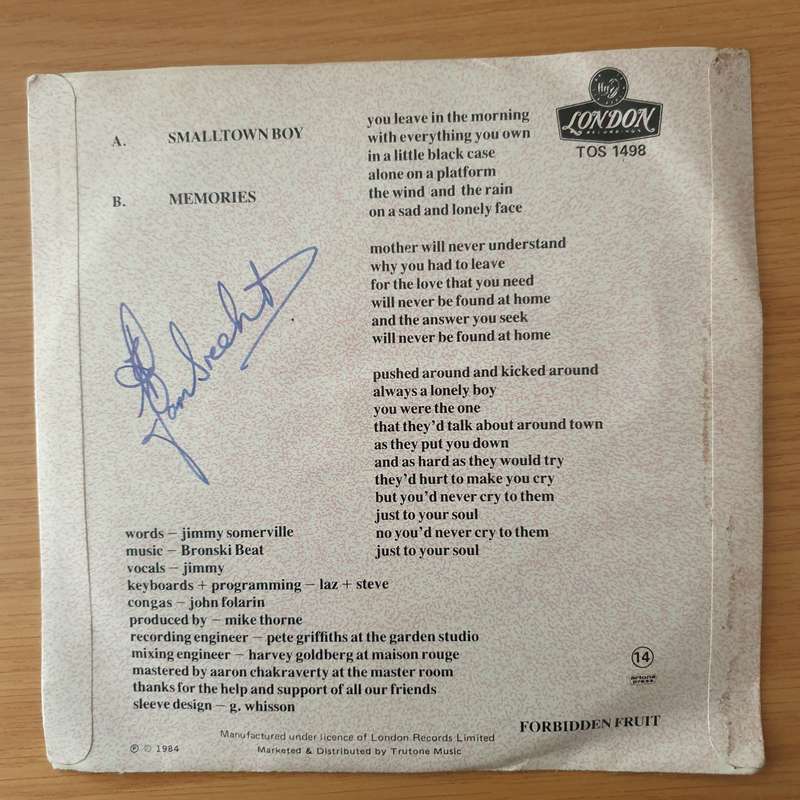 A. SMALLTOWN BOY
B. MEMORIES
you leave in the morning
with everything you own
in a little black case
alone on a platform
the wind and the rain
on a sad and lonely face
mother will never understand
why you had to leave
for the love that you need
will never be found at home
and the answer you seek
will never be found at home
pushed around and kicked around
always a lonely boy
you were the one
that they'd talk about around town
as they put you down
and as hard as they would try
they'd hurt to make you cry
but you'd never cry to them
just to your soul
no you'd never cry to them
just to your soul
LONDON
RECORDINGS
TOS 1498
words – jimmy somerville
music – Bronski Beat
vocals – jimmy
keyboards + programming – laz + steve
congas – john folarin
produced by – mike thorne
recording engineer – pete griffiths at the garden studio
mixing engineer – harvey goldberg at maison rouge
mastered by aaron chakraverty at the master room
thanks for the help and support of all our friends
sleeve design – g. whisson
14
artone
press
FORBIDDEN FRUIT
Manufactured under licence of London Records Limited
Marketed & Distributed by Trutone Music
℗ © 1984